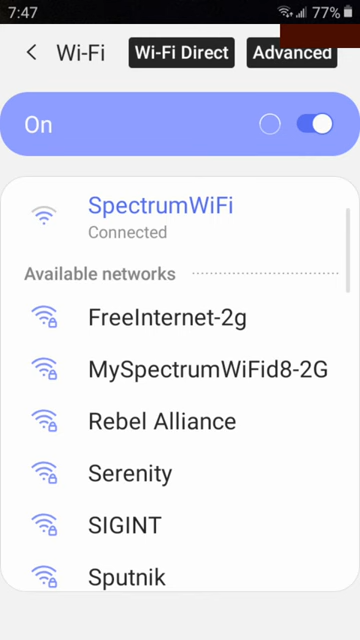 7:47 77%
Wi-Fi Wi-Fi Direct Advanced
On
SpectrumWiFi
Connected
Available networks
FreeInternet-2g
MySpectrumWiFid8-2G
Rebel Alliance
Serenity
SIGINT
Sputnik